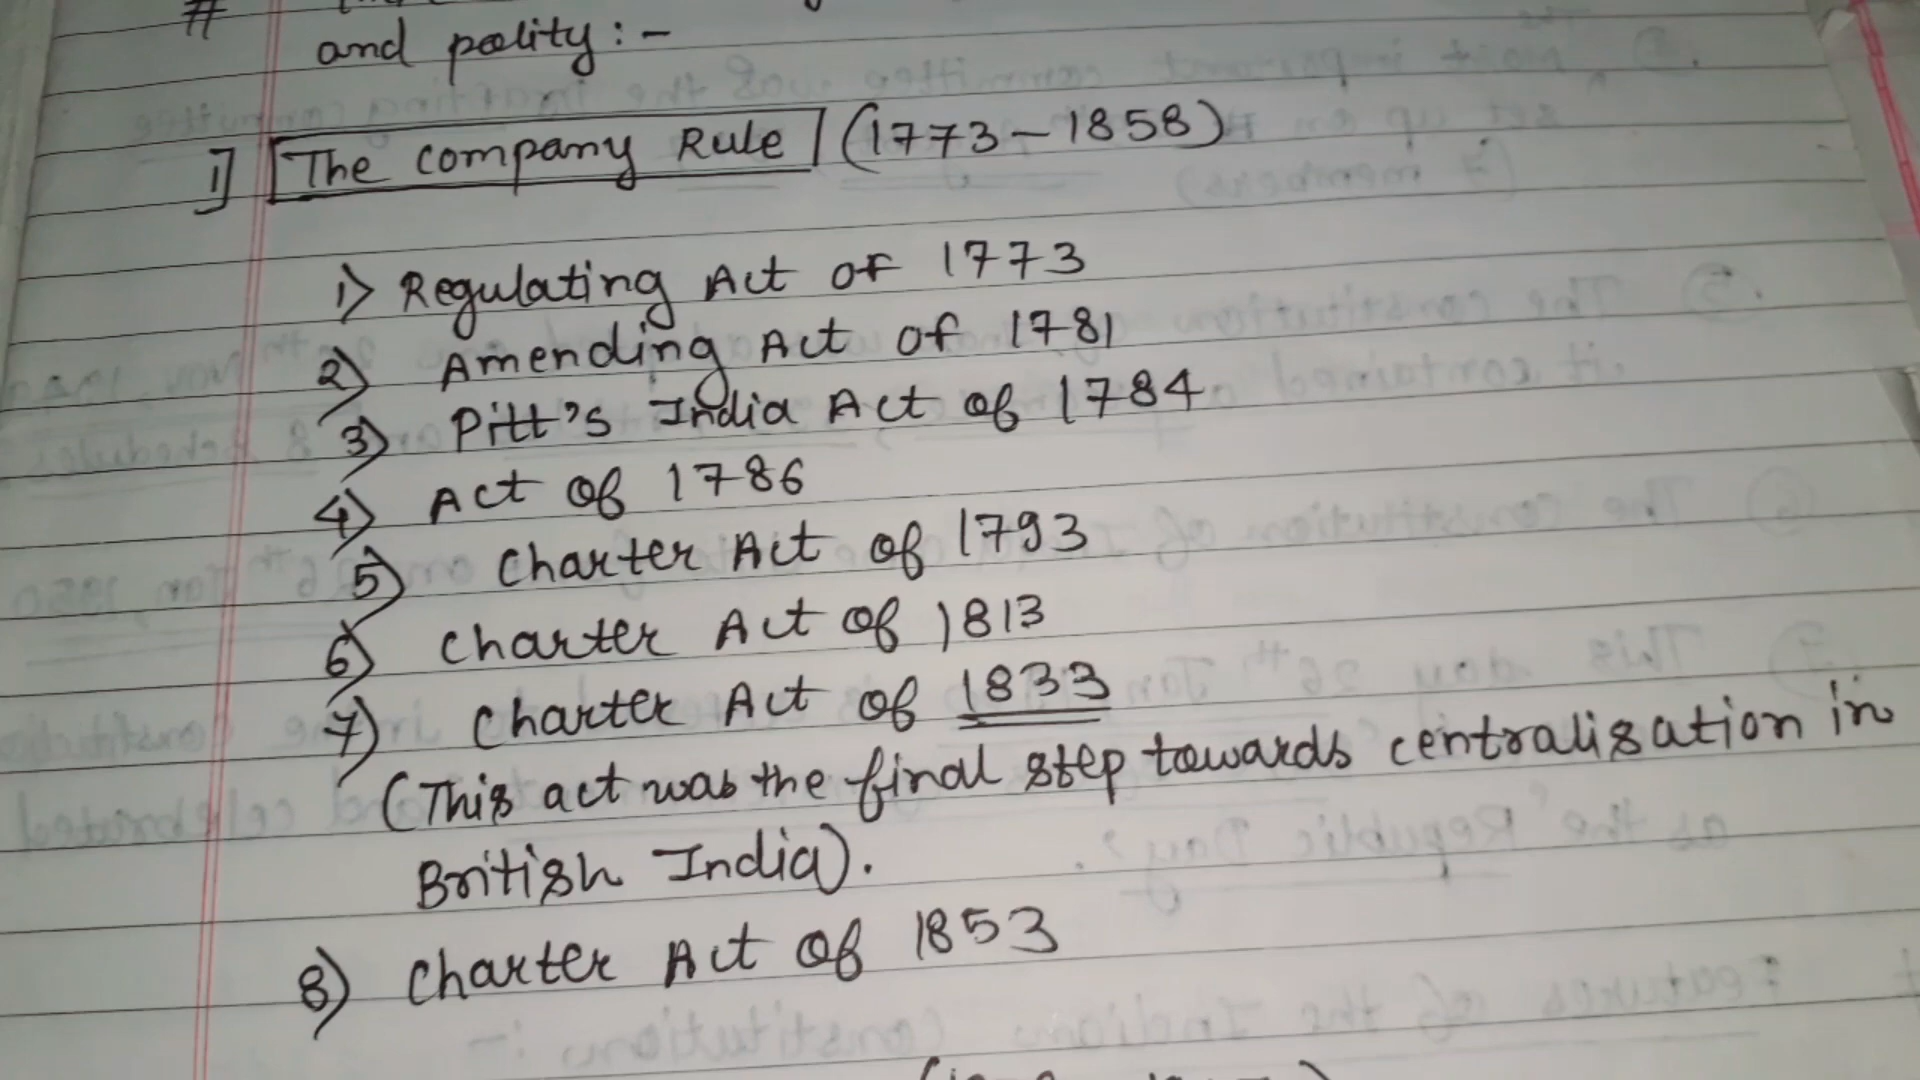 #
and polity : -
1] The Company Rule (1773 - 1858)
1) Regulating Act of 1773
2) Amending Act of 1781
3) Pitt's India Act of 1784
4) Act of 1786
5) Charter Act of 1793
6) Charter Act of 1813
7) Charter Act of 1833
(This act was the final step towards centralisation in
British India).
8) Charter Act of 1853